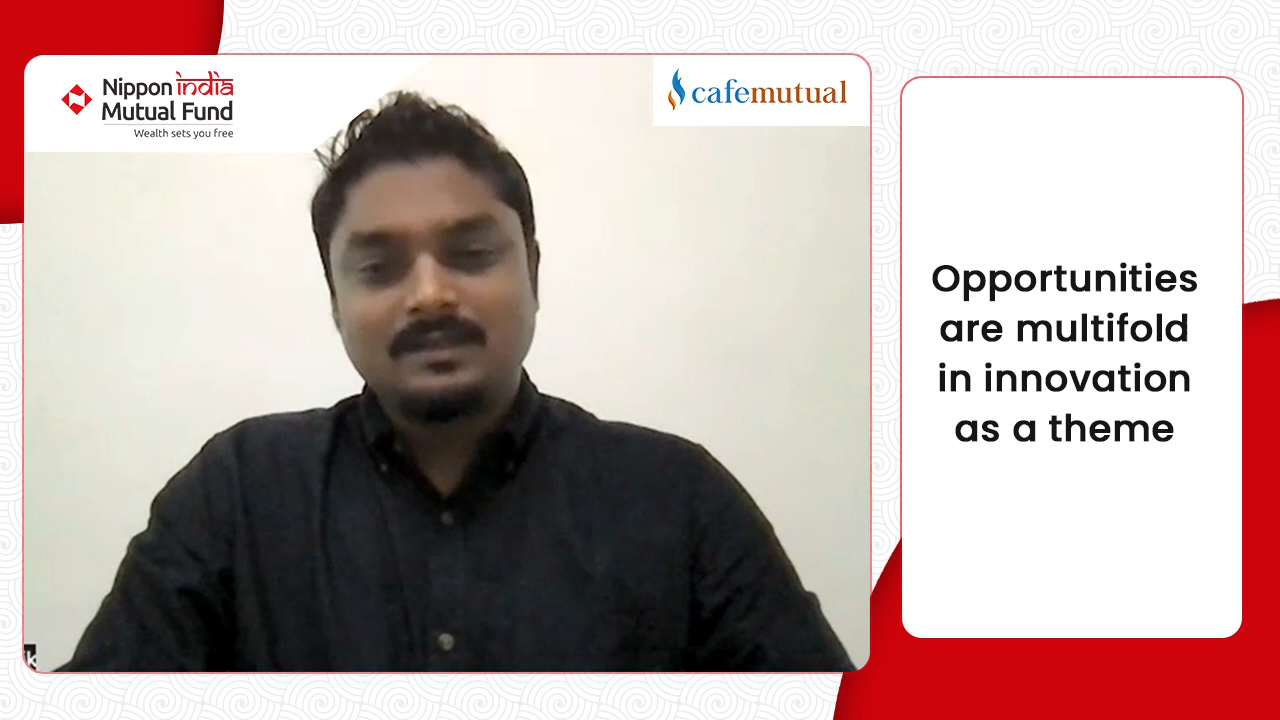 Nippon india
Mutual Fund
Wealth sets you free
cafemutual
Opportunities
are multifold
in innovation
as a theme
k